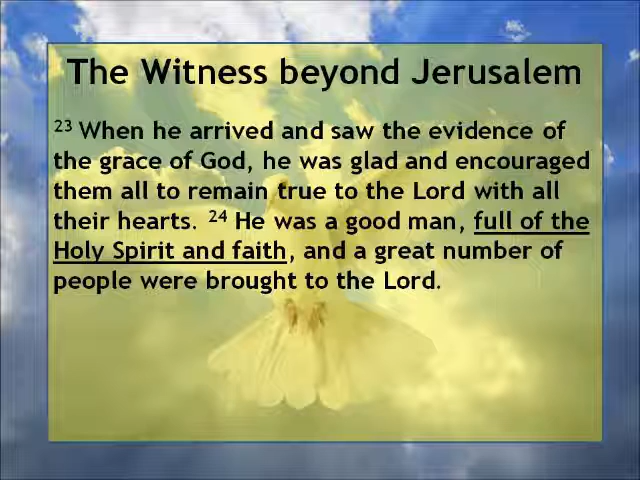 The Witness beyond Jerusalem
23 When he arrived and saw the evidence of
the grace of God, he was glad and encouraged
them all to remain true to the Lord with all
their hearts. 24 He was a good man, full of the
Holy Spirit and faith, and a great number of
people were brought to the Lord.